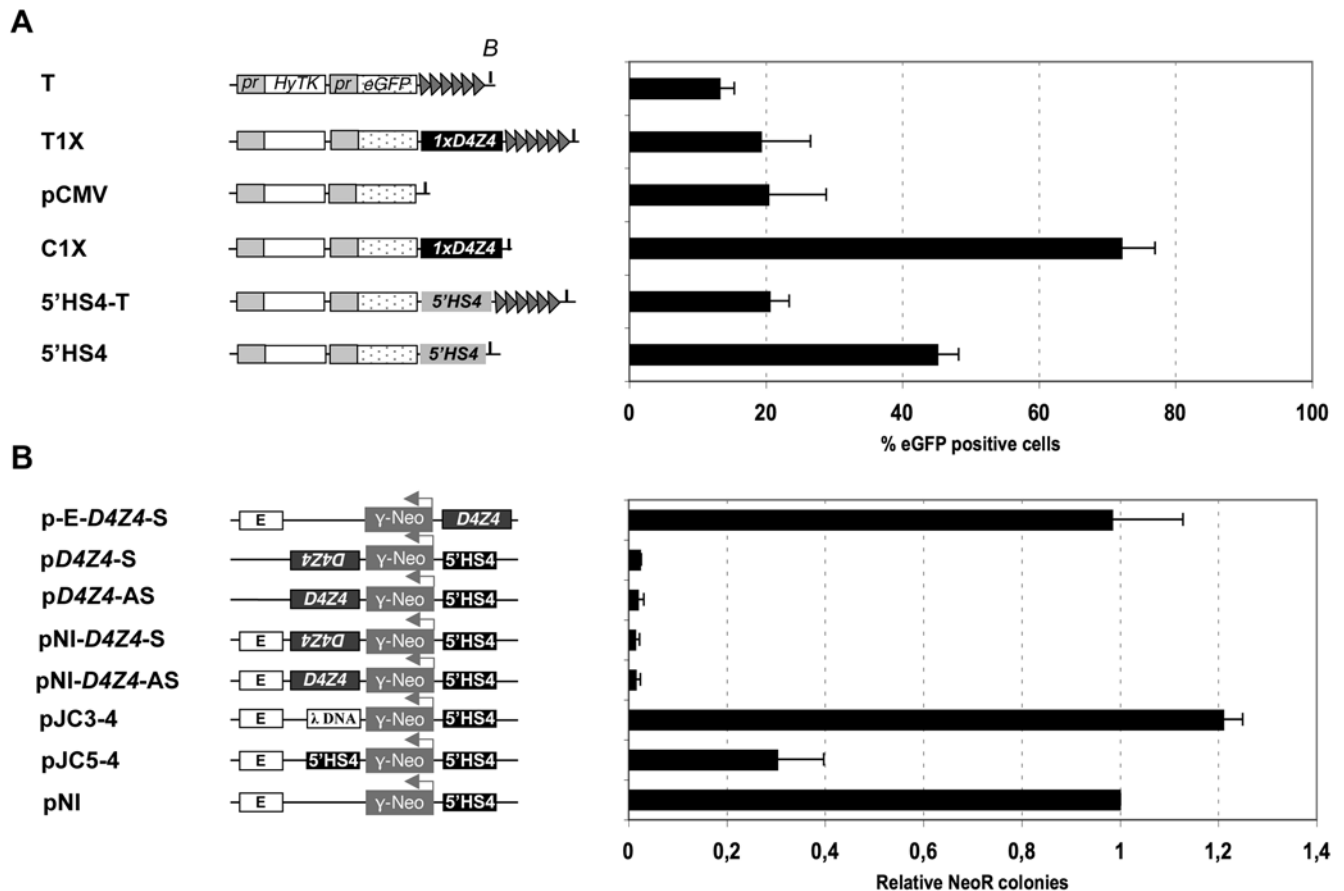 A
B
T
pr HyTK pr eGFP
T1X
1xD4Z4
pCMV
C1X
1xD4Z4
5'HS4-T
5'HS4
5'HS4
5'HS4
0 20 40 60 80 100
% eGFP positive cells
B
p-E-D4Z4-S
E γ-Neo D4Z4
pD4Z4-S
D4Z4 γ-Neo 5'HS4
pD4Z4-AS
D4Z4 γ-Neo 5'HS4
pNI-D4Z4-S
E D4Z4 γ-Neo 5'HS4
pNI-D4Z4-AS
E D4Z4 γ-Neo 5'HS4
pJC3-4
E λ DNA γ-Neo 5'HS4
pJC5-4
E 5'HS4 γ-Neo 5'HS4
pNI
E γ-Neo 5'HS4
0 0,2 0,4 0,6 0,8 1 1,2 1,4
Relative NeoR colonies